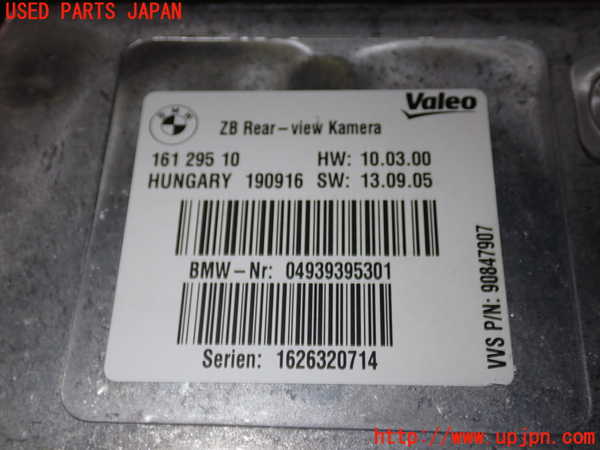 USED PARTS JAPAN
BMW
Valeo
ZB Rear-view Kamera
161 295 10 HW: 10.03.00
HUNGARY 190916 SW: 13.09.05
BMW-Nr: 04939395301
Serien: 1626320714
VVS P/N: 90847907
http://www.upjpn.com/